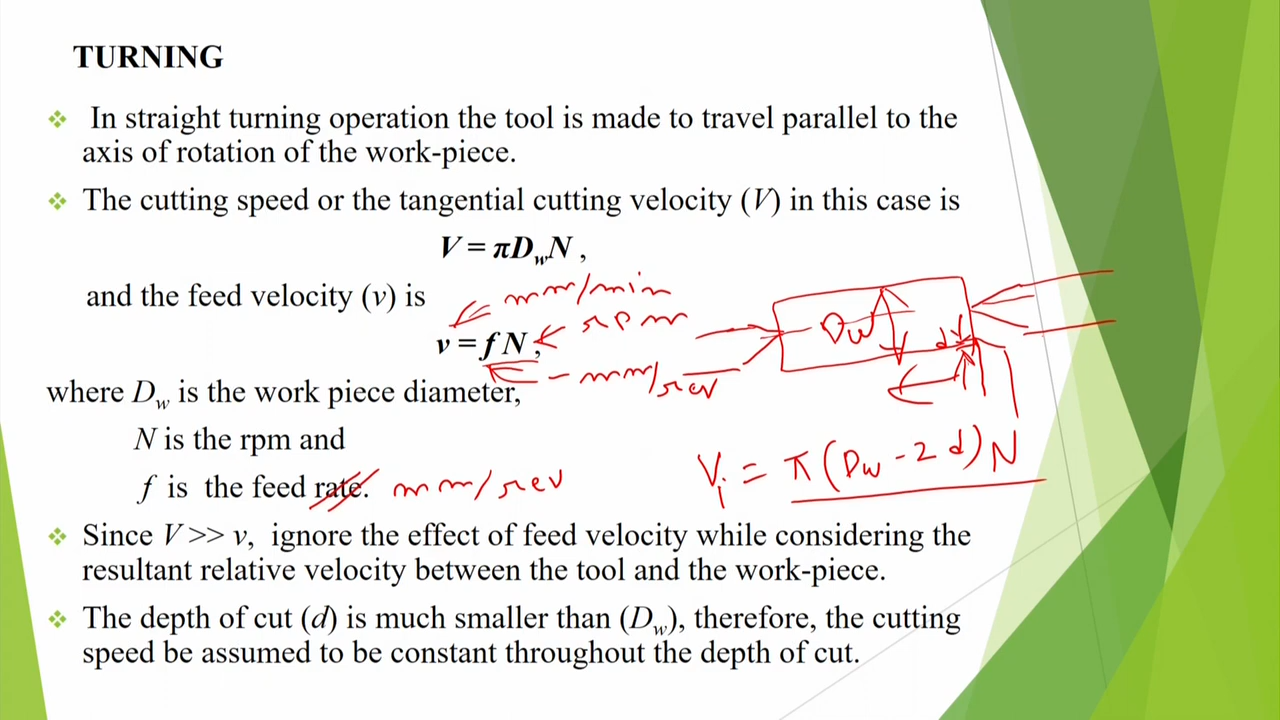 TURNING
In straight turning operation the tool is made to travel parallel to the
axis of rotation of the work-piece.
The cutting speed or the tangential cutting velocity (V) in this case is
V = πD_wN ,
and the feed velocity (v) is
mm/min
v = f N ,
rpm
mm/rev
Dw
d
where D_w is the work piece diameter,
N is the rpm and
f is the feed rate. mm/rev
V_i = π(Dw - 2d)N
Since V >> v, ignore the effect of feed velocity while considering the
resultant relative velocity between the tool and the work-piece.
The depth of cut (d) is much smaller than (D_w), therefore, the cutting
speed be assumed to be constant throughout the depth of cut.